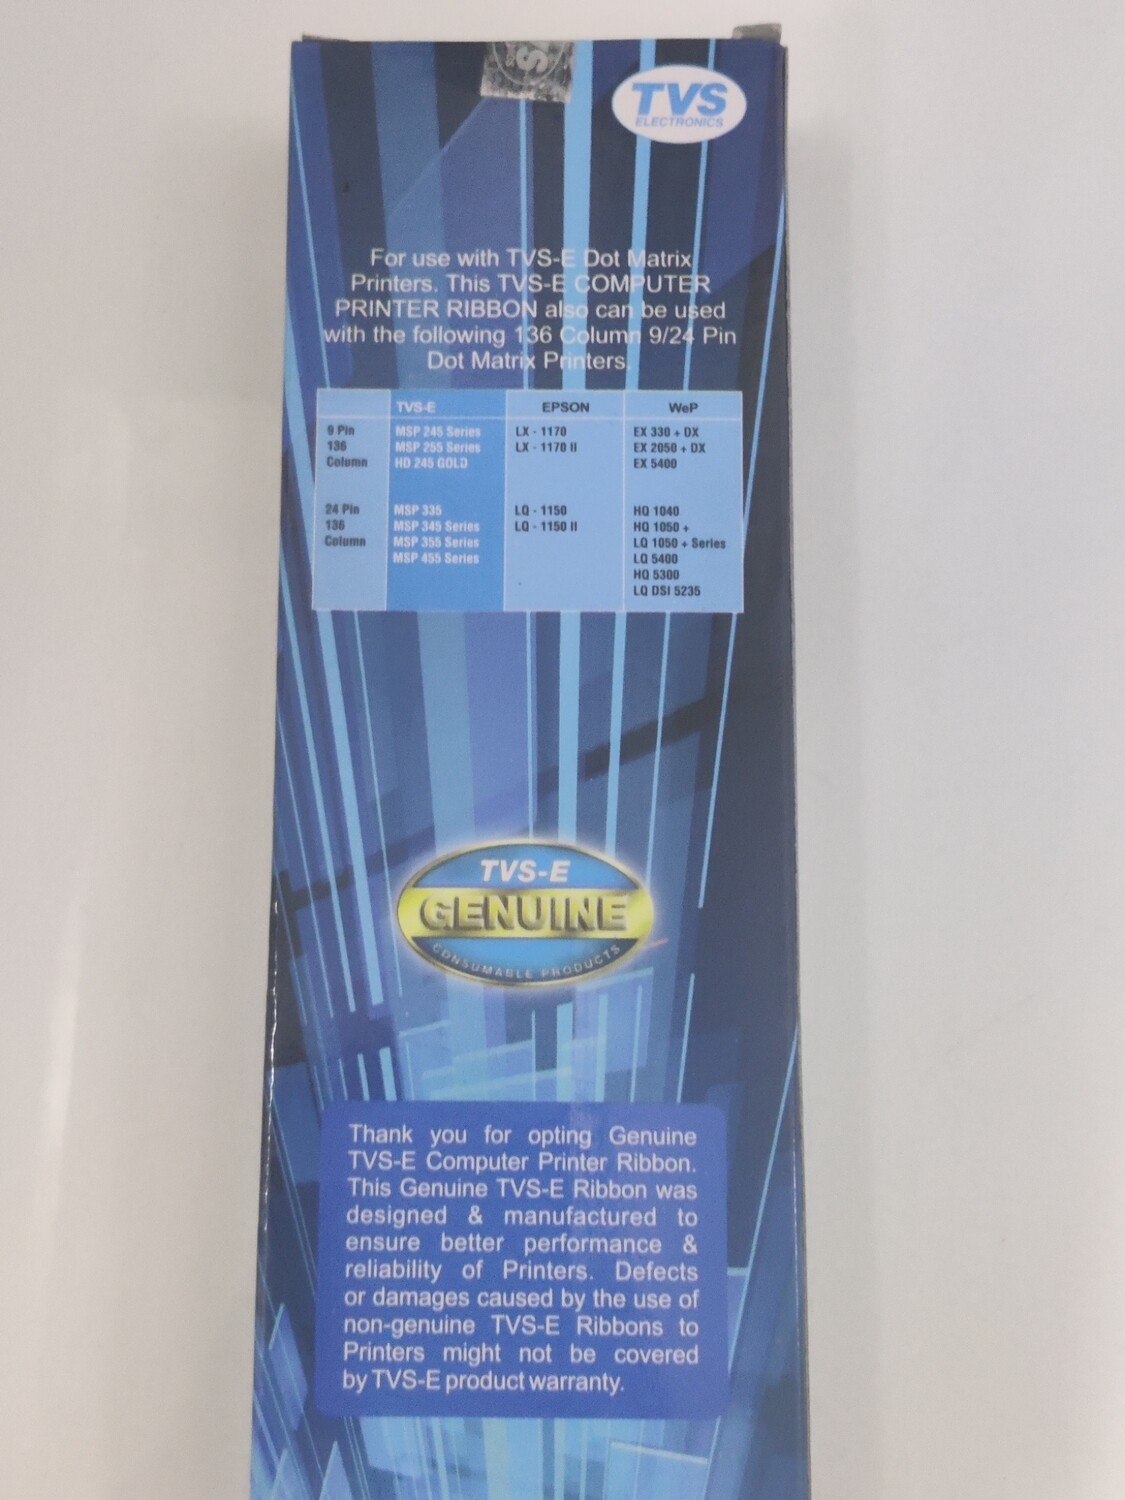 TVS
ELECTRONICS
For use with TVS-E Dot Matrix
Printers. This TVS-E COMPUTER
PRINTER RIBBON also can be used
with the following 136 Column 9/24 Pin
Dot Matrix Printers.
TVS-E EPSON WeP
9 Pin MSP 245 Series LX - 1170 EX 330 + DX
136 MSP 255 Series LX - 1170 II EX 2050 + DX
Column HD 245 GOLD EX 5400
24 Pin MSP 335 LQ - 1150 HQ 1040
136 MSP 345 Series LQ - 1150 II HQ 1050 +
Column MSP 355 Series LQ 1050 + Series
MSP 455 Series LQ 5400
HQ 5300
LQ DSI 5235
TVS-E
GENUINE
CONSUMABLE PRODUCTS
Thank you for opting Genuine
TVS-E Computer Printer Ribbon.
This Genuine TVS-E Ribbon was
designed & manufactured to
ensure better performance &
reliability of Printers. Defects
or damages caused by the use of
non-genuine TVS-E Ribbons to
Printers might not be covered
by TVS-E product warranty.